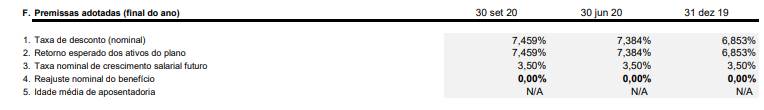 F. Premissas adotadas (final do ano) 30 set 20 30 jun 20 31 dez 19
1. Taxa de desconto (nominal) 7,459% 7,384% 6,853%
2. Retorno esperado dos ativos do plano 7,459% 7,384% 6,853%
3. Taxa nominal de crescimento salarial futuro 3,50% 3,50% 3,50%
4. Reajuste nominal do benefício 0,00% 0,00% 0,00%
5. Idade média de aposentadoria N/A N/A N/A